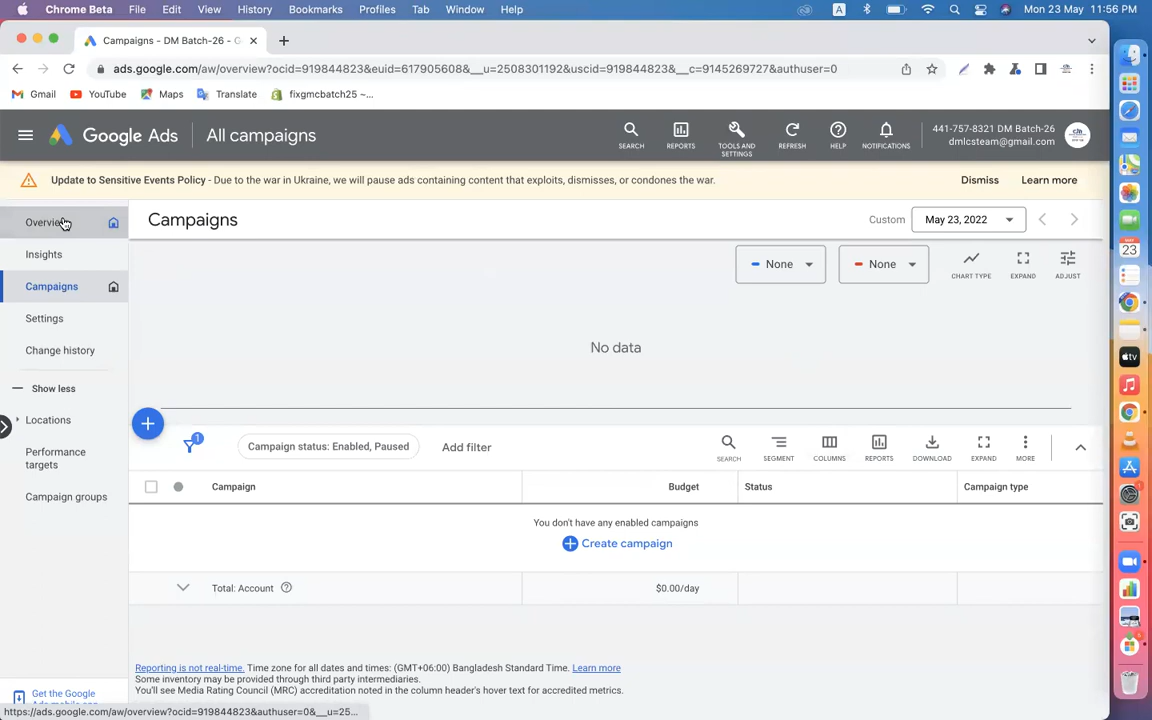 Chrome Beta File Edit View History Bookmarks Profiles Tab Window Help A Mon 23 May 11:56 PM
Campaigns - DM Batch-26 - G
ads.google.com/aw/overview?ocid=919844823&euid=617905608&__u=2508301192&uscid=919844823&__c=9145269727&authuser=0
Gmail YouTube Maps Translate fixgmcbatch25 ~...
Google Ads All campaigns
SEARCH REPORTS TOOLS AND SETTINGS REFRESH HELP NOTIFICATIONS
441-757-8321 DM Batch-26
dmlcsteam@gmail.com
Update to Sensitive Events Policy - Due to the war in Ukraine, we will pause ads containing content that exploits, dismisses, or condones the war. Dismiss Learn more
Overview
Insights
Campaigns
Settings
Change history
Show less
Locations
Performance
targets
Campaign groups
Get the Google
Ads mobile app
Campaigns
Custom May 23, 2022
None None CHART TYPE EXPAND ADJUST
No data
1 Campaign status: Enabled, Paused Add filter
SEARCH SEGMENT COLUMNS REPORTS DOWNLOAD EXPAND MORE
Campaign Budget Status Campaign type
You don't have any enabled campaigns
Create campaign
Total: Account $0.00/day
Reporting is not real-time. Time zone for all dates and times: (GMT+06:00) Bangladesh Standard Time. Learn more
Some inventory may be provided through third party intermediaries.
You'll see Media Rating Council (MRC) accreditation noted in the column header's hover text for accredited metrics.
https://ads.google.com/aw/overview?ocid=919844823&authuser=0&__u=25...